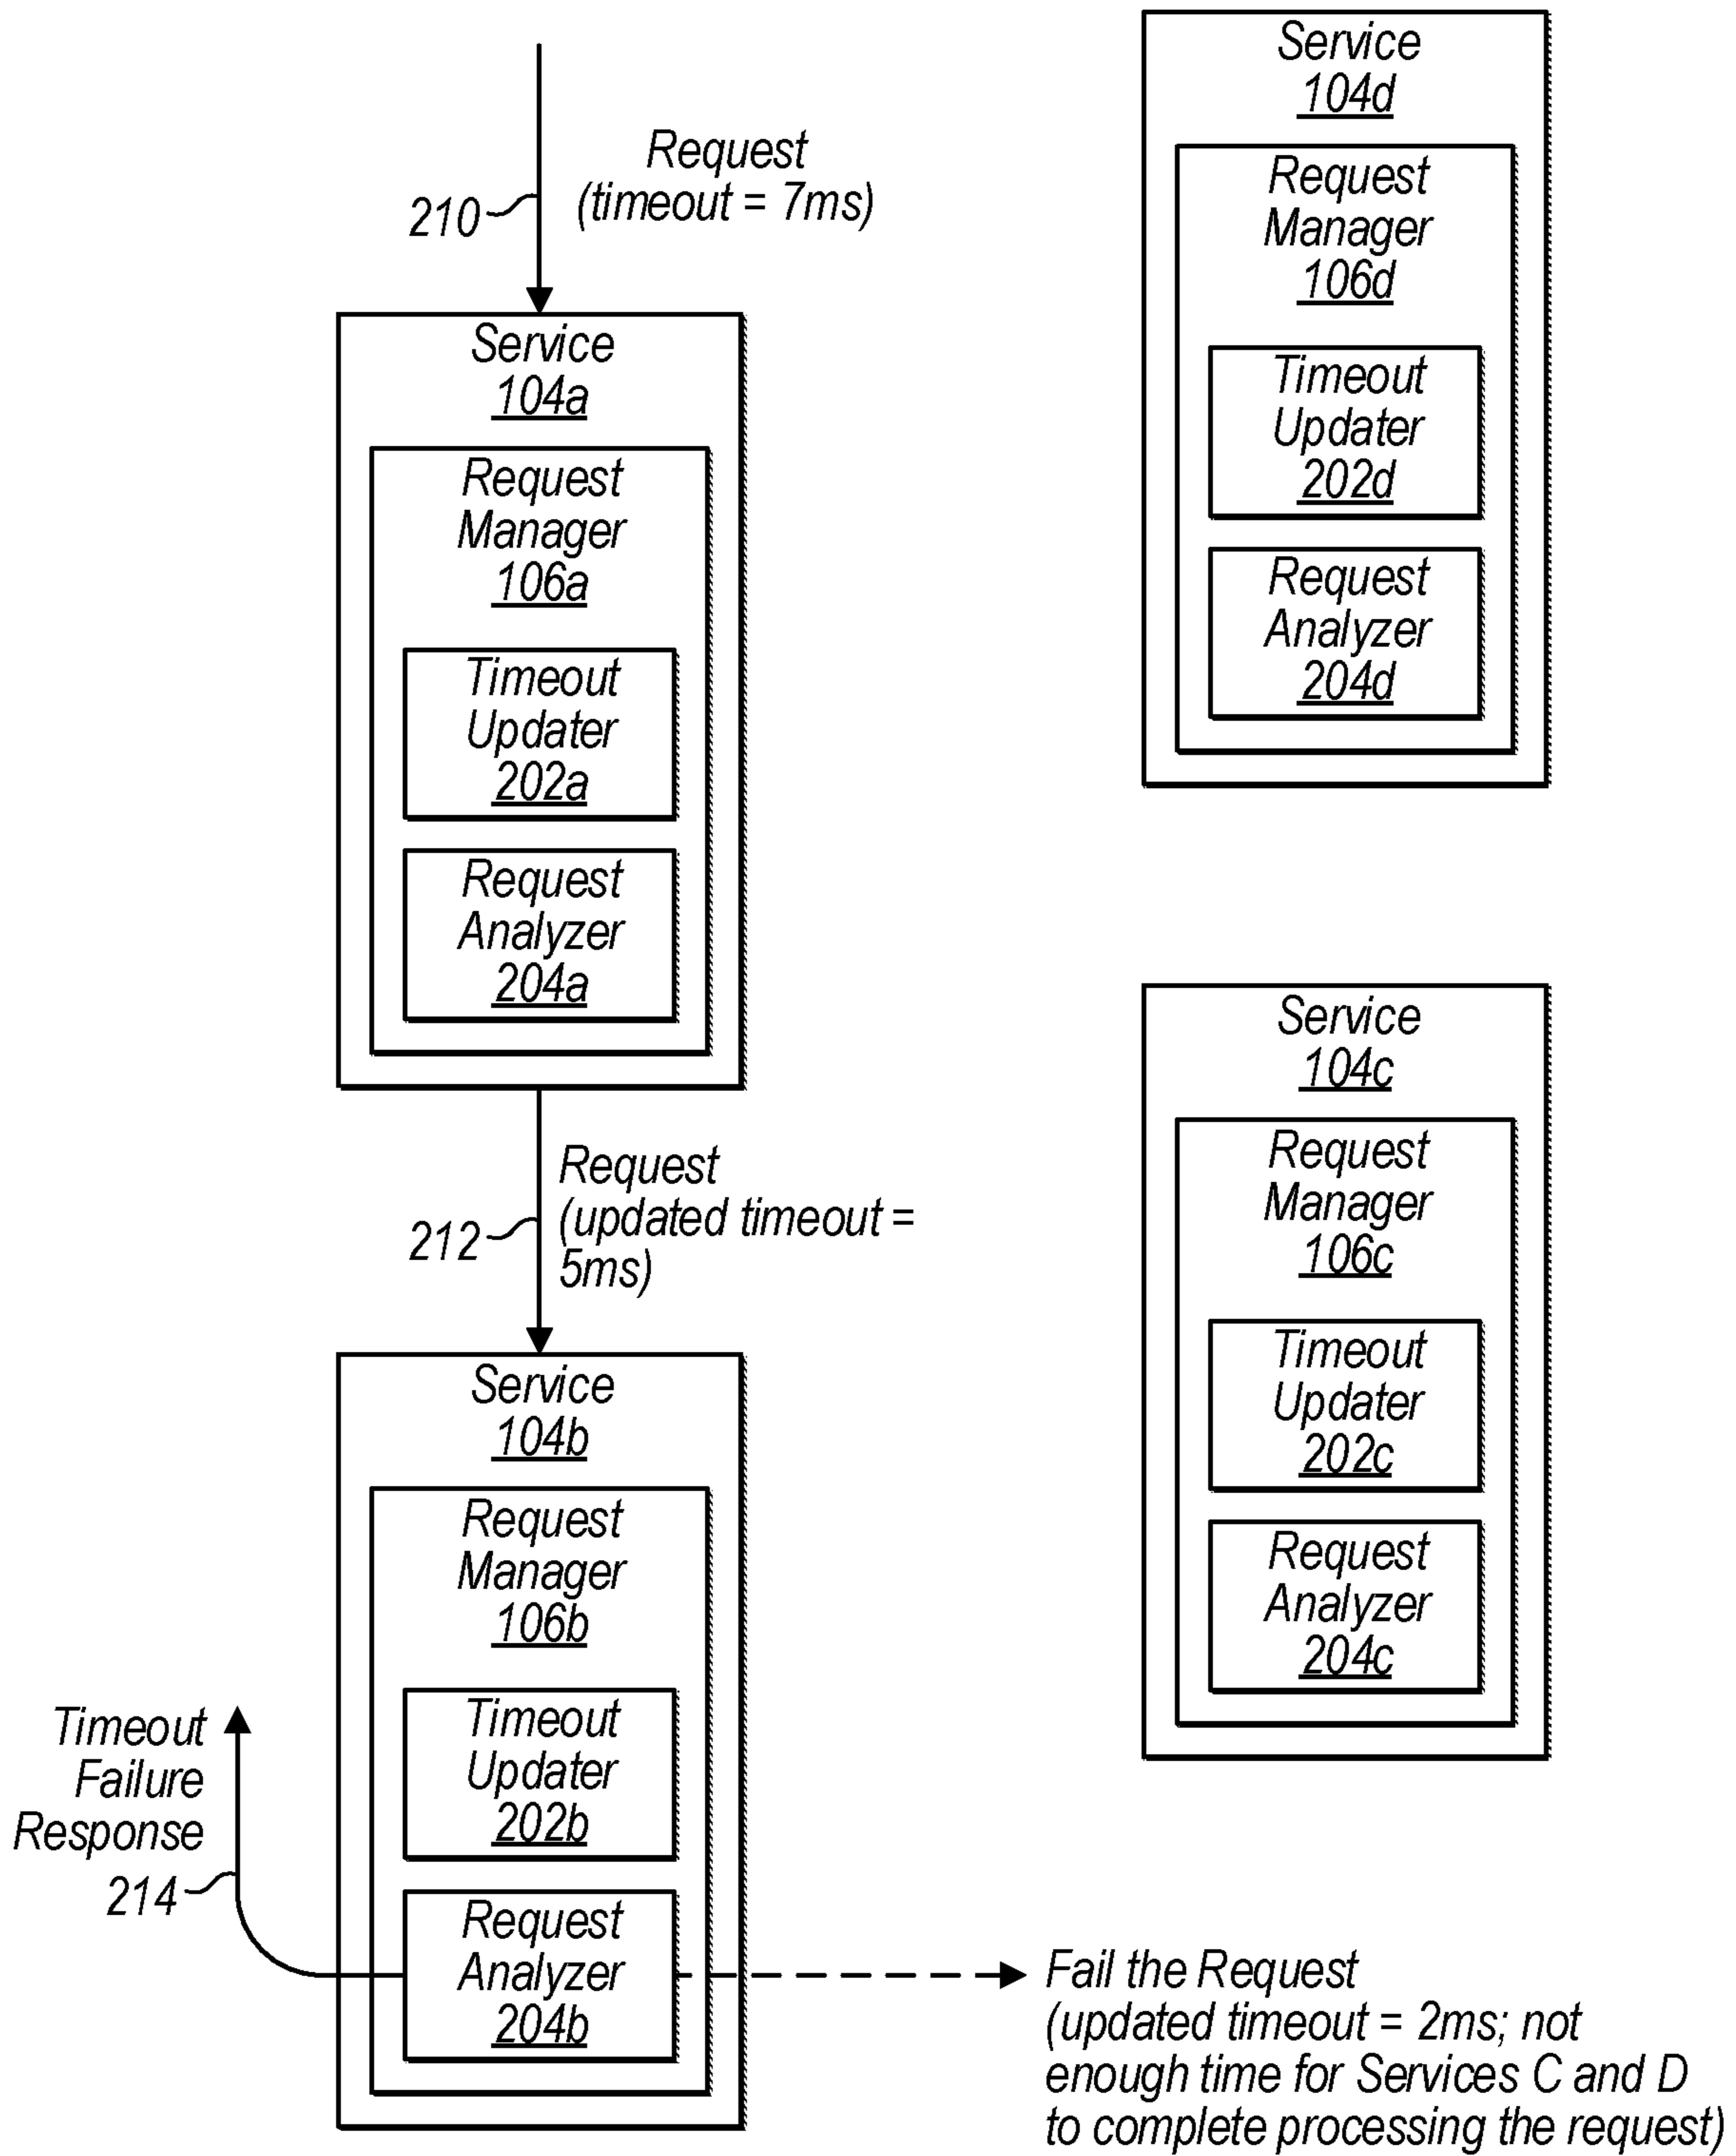 Request
(timeout = 7ms)
210
Service
104a
Request
Manager
106a
Timeout
Updater
202a
Request
Analyzer
204a
Request
(updated timeout =
5ms)
212
Service
104b
Request
Manager
106b
Timeout
Updater
202b
Request
Analyzer
204b
Timeout
Failure
Response
214
Service
104d
Request
Manager
106d
Timeout
Updater
202d
Request
Analyzer
204d
Service
104c
Request
Manager
106c
Timeout
Updater
202c
Request
Analyzer
204c
Fail the Request
(updated timeout = 2ms; not
enough time for Services C and D
to complete processing the request)